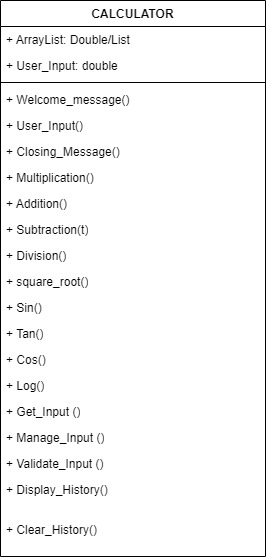 CALCULATOR
+ ArrayList: Double/List
+ User_Input: double
+ Welcome_message()
+ User_Input()
+ Closing_Message()
+ Multiplication()
+ Addition()
+ Subtraction(t)
+ Division()
+ square_root()
+ Sin()
+ Tan()
+ Cos()
+ Log()
+ Get_Input ()
+ Manage_Input ()
+ Validate_Input ()
+ Display_History()
+ Clear_History()